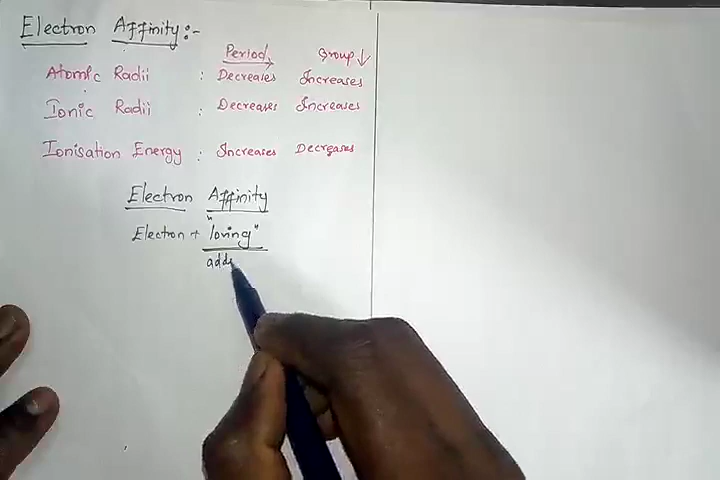 Electron Affinity:-
Period Group ↓
Atomic Radii : Decreases Increases
Ionic Radii : Decreases Increases
Ionisation Energy : Increases Decreases
Electron Affinity
Electron + "loving"
adds